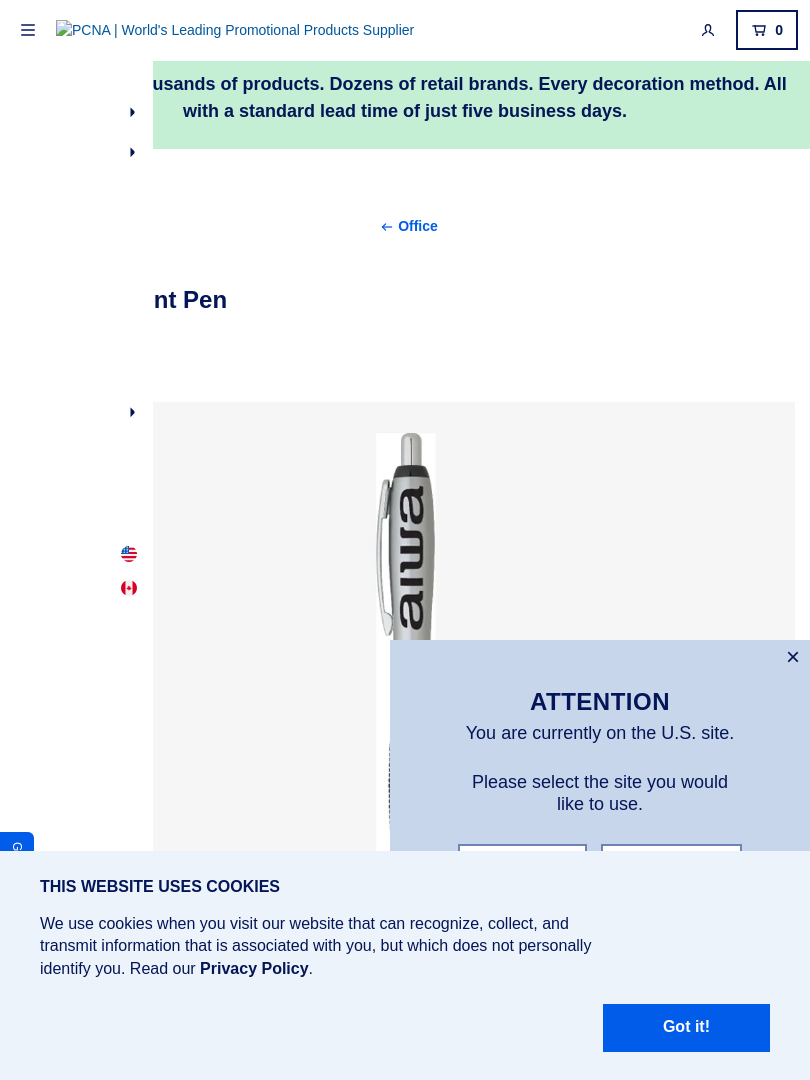 PCNA | World's Leading Promotional Products Supplier
0
usands of products. Dozens of retail brands. Every decoration method. All
with a standard lead time of just five business days.
Office
nt Pen
aiwa
×
ATTENTION
You are currently on the U.S. site.
Please select the site you would
like to use.
G
THIS WEBSITE USES COOKIES
We use cookies when you visit our website that can recognize, collect, and
transmit information that is associated with you, but which does not personally
identify you. Read our Privacy Policy.
Got it!